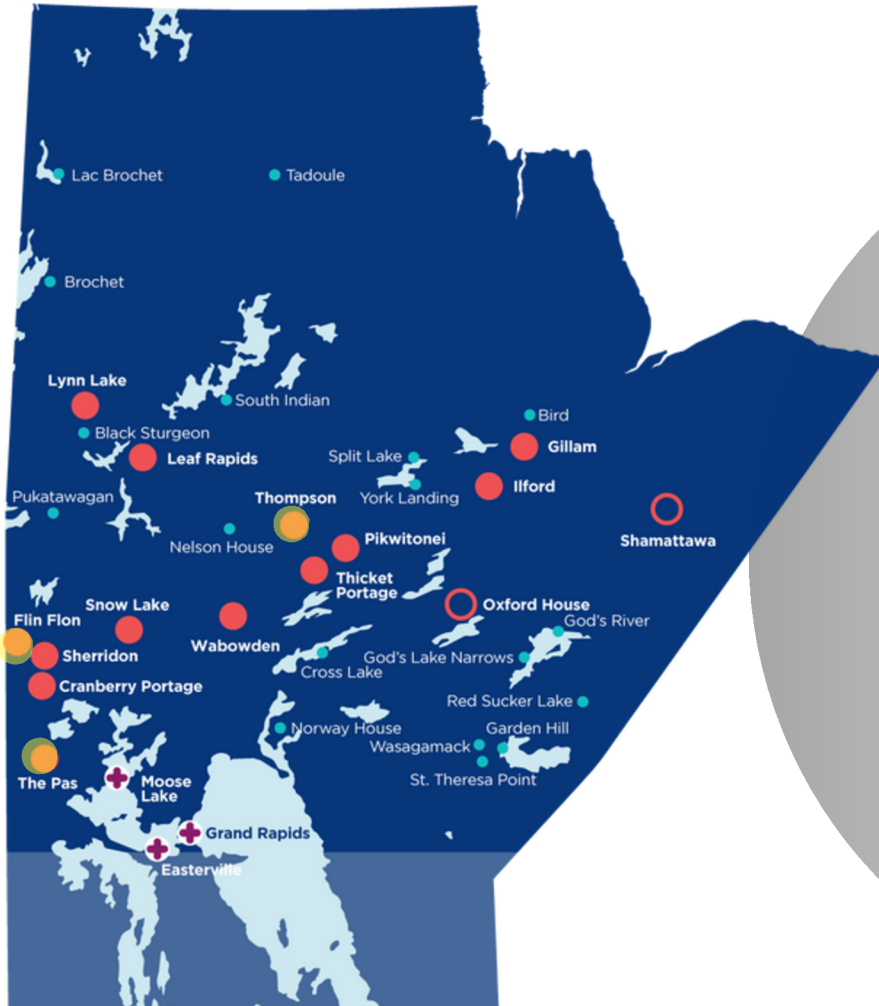 Lac Brochet
Tadoule
Brochet
Lynn Lake
South Indian
Bird
Black Sturgeon
Gillam
Leaf Rapids
Split Lake
Ilford
Pukatawagan
Thompson
York Landing
Shamattawa
Nelson House
Pikwitonei
Thicket
Portage
Snow Lake
Oxford House
Flin Flon
God's River
Wabowden
Sherridon
God's Lake Narrows
Cross Lake
Cranberry Portage
Red Sucker Lake
Norway House
Garden Hill
Wasagamack
St. Theresa Point
The Pas
Moose
Lake
Grand Rapids
Easterville